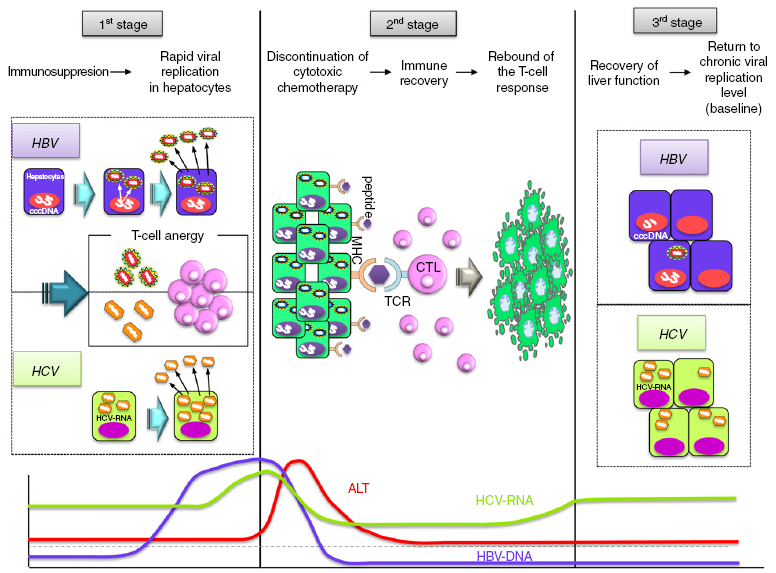 1st stage
2nd stage
3rd stage
Immunosuppresion
Rapid viral
replication
in hepatocytes
Discontinuation of
cytotoxic
chemotherapy
Immune
recovery
Rebound of
the T-cell
response
Recovery of
liver function
Return to
chronic viral
replication
level
(baseline)
HBV
Hepatocytes
cccDNA
T-cell anergy
HCV
HCV-RNA
peptide
MHC
TCR
CTL
HBV
cccDNA
HCV
HCV-RNA
ALT
HCV-RNA
HBV-DNA